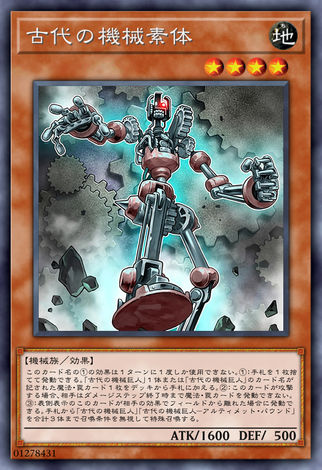 古代の機械素体
地
【機械族／効果】
このカード名の①の効果は１ターンに１度しか使用できない。①：手札を１枚捨
てて発動できる。「古代の機械巨人」１体または「古代の機械巨人」のカード名が
記された魔法・罠カード１枚をデッキから手札に加える。②：このカードが攻撃
する場合、相手はダメージステップ終了時まで魔法・罠カードを発動できない。
③：表側表示のこのカードが相手の効果でフィールドから離れた場合に発動でき
る。手札から「古代の機械巨人」「古代の機械巨人－アルティメット・パウンド」
を合計３体まで召喚条件を無視して特殊召喚する。
ATK/1600 DEF/ 500
01278431